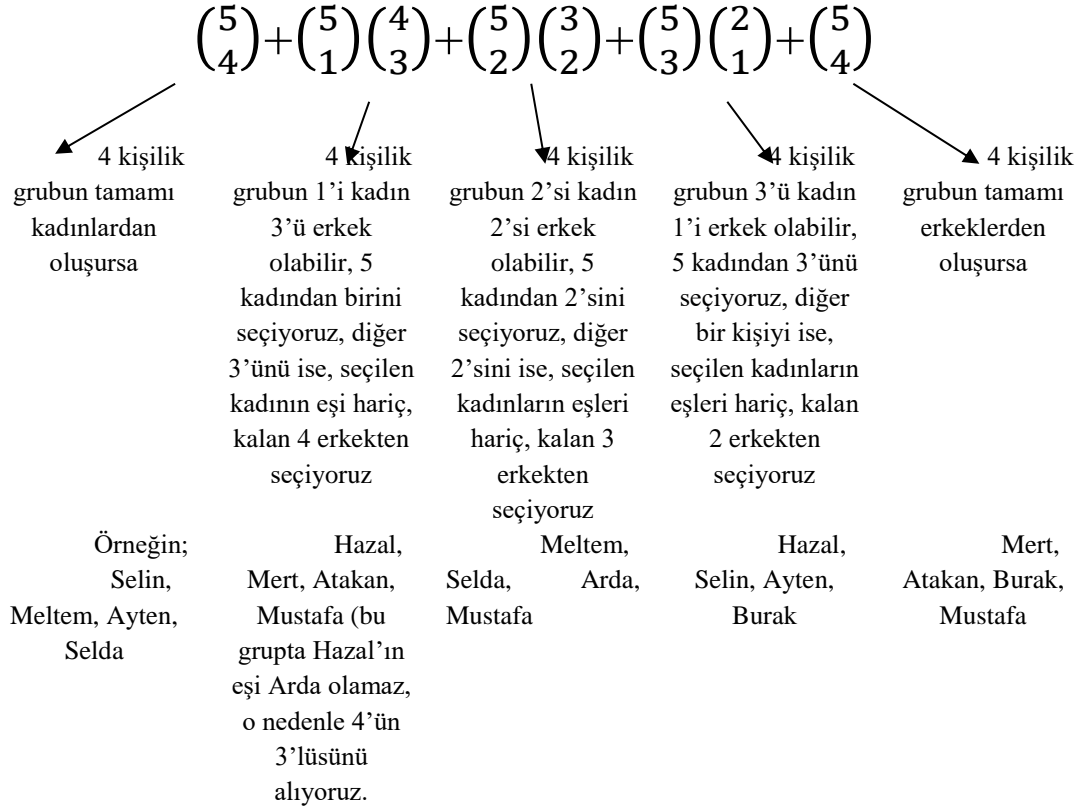 (5 4)+(5 1)(4 3)+(5 2)(3 2)+(5 3)(2 1)+(5 4)
4 kişilik
grubun tamamı
kadınlardan
oluşursa
4 kişilik
grubun 1’i kadın
3’ü erkek
olabilir, 5
kadından birini
seçiyoruz, diğer
3’ünü ise, seçilen
kadının eşi hariç,
kalan 4 erkekten
seçiyoruz
4 kişilik
grubun 2’si kadın
2’si erkek
olabilir, 5
kadından 2’sini
seçiyoruz, diğer
2’sini ise, seçilen
kadınların eşleri
hariç, kalan 3
erkekten
seçiyoruz
4 kişilik
grubun 3’ü kadın
1’i erkek olabilir,
5 kadından 3’ünü
seçiyoruz, diğer
bir kişiyi ise,
seçilen kadınların
eşleri hariç, kalan
2 erkekten
seçiyoruz
4 kişilik
grubun tamamı
erkeklerden
oluşursa
Örneğin;
Selin,
Meltem, Ayten,
Selda
Hazal,
Mert, Atakan,
Mustafa (bu
grupta Hazal’ın
eşi Arda olamaz,
o nedenle 4’ün
3’lüsünü
alıyoruz.
Meltem,
Selda, Arda,
Mustafa
Hazal,
Selin, Ayten,
Burak
Mert,
Atakan, Burak,
Mustafa